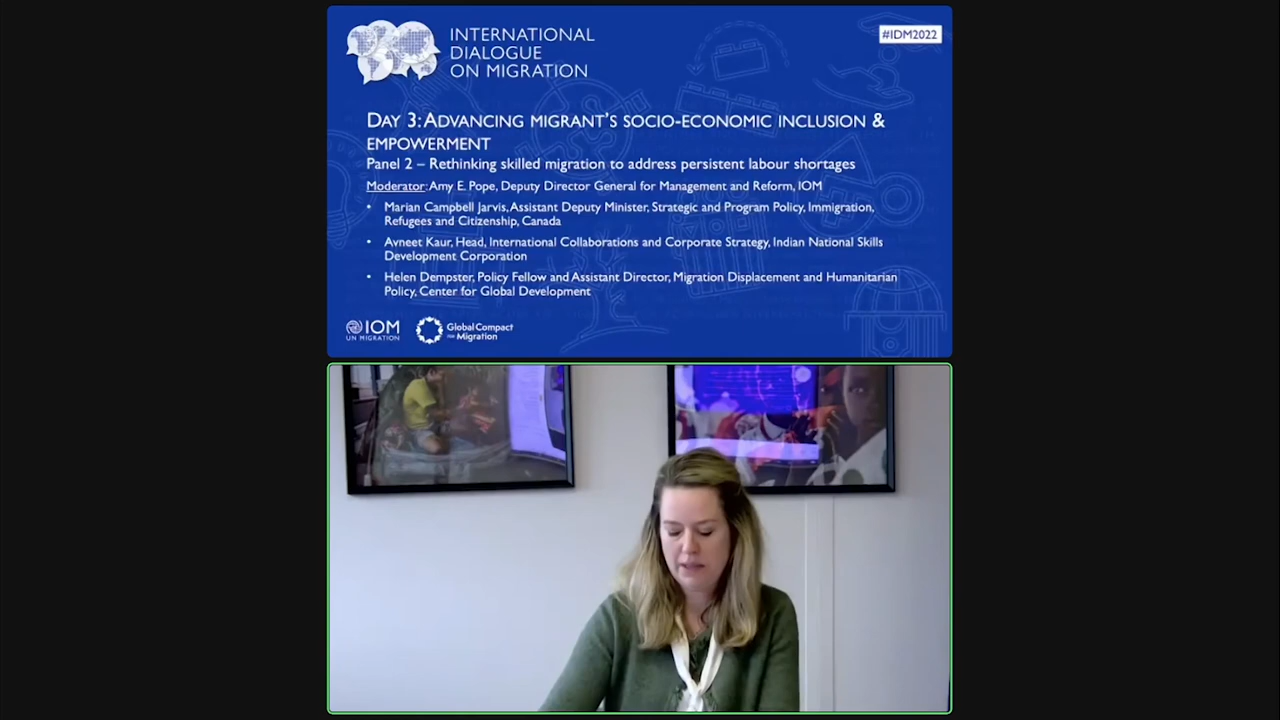 INTERNATIONAL
DIALOGUE
ON MIGRATION
#IDM2022
DAY 3: ADVANCING MIGRANT'S SOCIO-ECONOMIC INCLUSION &
EMPOWERMENT
Panel 2 – Rethinking skilled migration to address persistent labour shortages
Moderator: Amy E. Pope, Deputy Director General for Management and Reform, IOM
• Marian Campbell Jarvis, Assistant Deputy Minister, Strategic and Program Policy, Immigration,
Refugees and Citizenship, Canada
• Avneet Kaur, Head, International Collaborations and Corporate Strategy, Indian National Skills
Development Corporation
• Helen Dempster, Policy Fellow and Assistant Director, Migration Displacement and Humanitarian
Policy, Center for Global Development
IOM
UN MIGRATION
Global Compact
FOR Migration